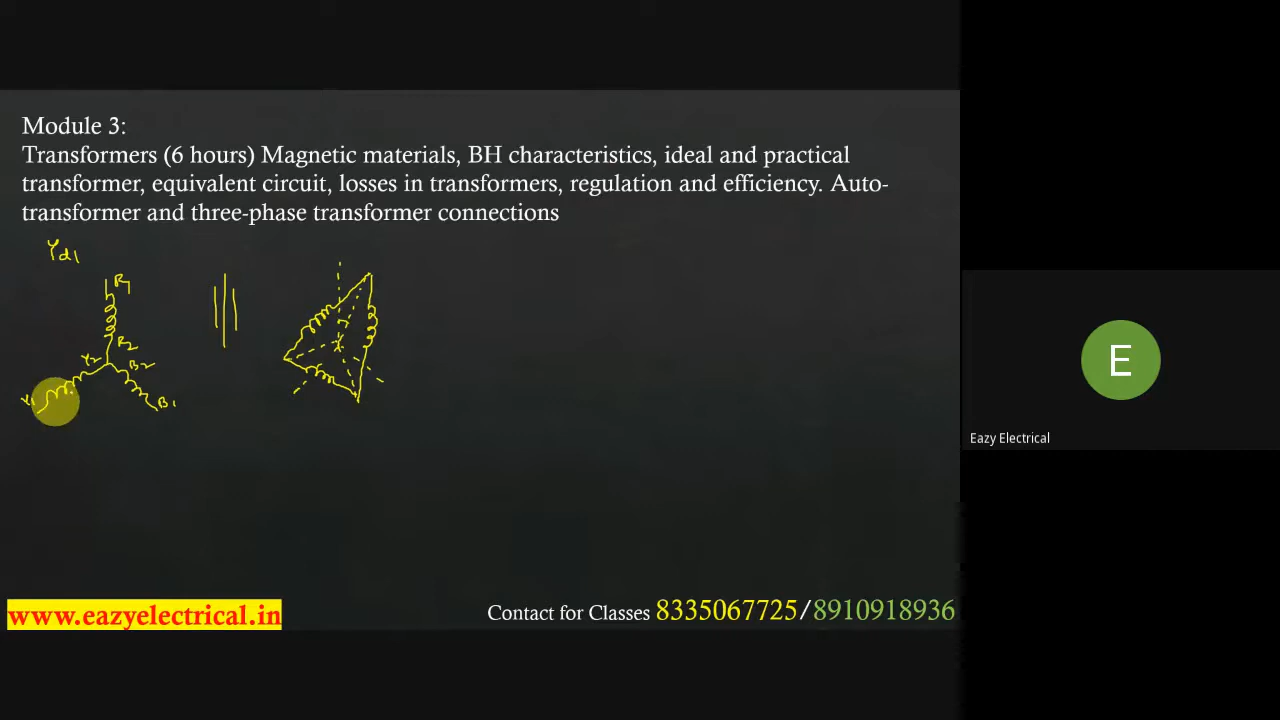 Module 3:
Transformers (6 hours) Magnetic materials, BH characteristics, ideal and practical
transformer, equivalent circuit, losses in transformers, regulation and efficiency. Auto-
transformer and three-phase transformer connections
Yd1
R1
R2
Y2 B2
Y1 B1
E
Eazy Electrical
www.eazyelectrical.in
Contact for Classes 8335067725/8910918936